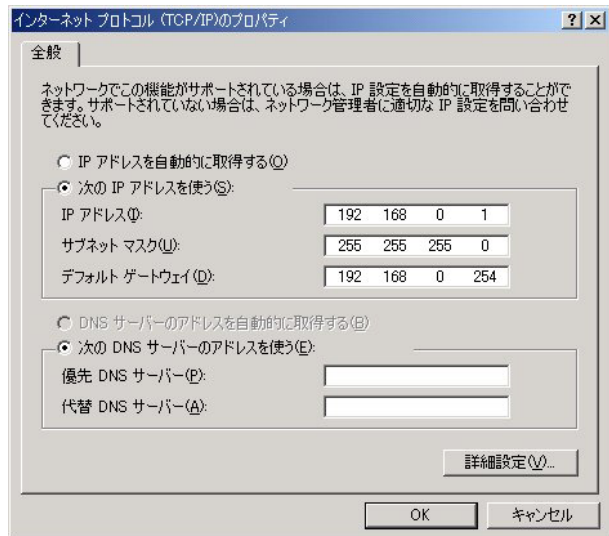 インターネット プロトコル (TCP/IP)のプロパティ
全般
ネットワークでこの機能がサポートされている場合は、IP 設定を自動的に取得することがで
きます。サポートされていない場合は、ネットワーク管理者に適切な IP 設定を問い合わせ
てください。
IP アドレスを自動的に取得する(O)
次の IP アドレスを使う(S):
IP アドレス(I): 192 168 0 1
サブネット マスク(U): 255 255 255 0
デフォルト ゲートウェイ(D): 192 168 0 254
DNS サーバーのアドレスを自動的に取得する(B)
次の DNS サーバーのアドレスを使う(E):
優先 DNS サーバー(P):
代替 DNS サーバー(A):
詳細設定(V)...
OK キャンセル